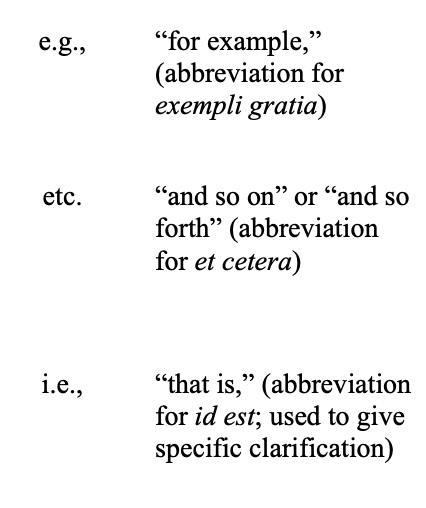 e.g., “for example,”
(abbreviation for
exempli gratia)
etc. “and so on” or “and so
forth” (abbreviation
for et cetera)
i.e., “that is,” (abbreviation
for id est; used to give
specific clarification)